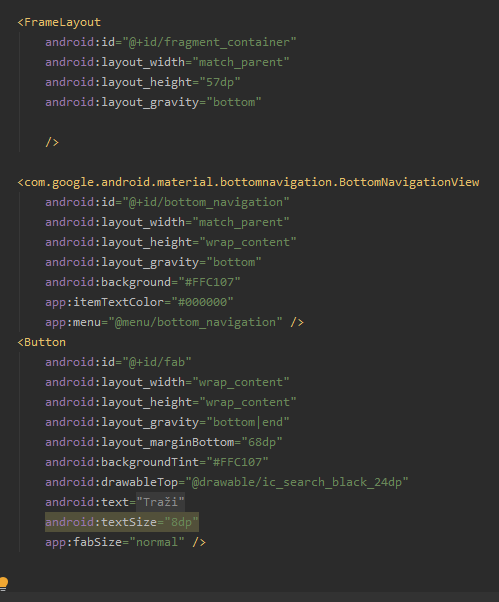 <FrameLayout
android:id="@+id/fragment_container"
android:layout_width="match_parent"
android:layout_height="57dp"
android:layout_gravity="bottom"
/>
<com.google.android.material.bottomnavigation.BottomNavigationView
android:id="@+id/bottom_navigation"
android:layout_width="match_parent"
android:layout_height="wrap_content"
android:layout_gravity="bottom"
android:background="#FFC107"
app:itemTextColor="#000000"
app:menu="@menu/bottom_navigation" />
<Button
android:id="@+id/fab"
android:layout_width="wrap_content"
android:layout_height="wrap_content"
android:layout_gravity="bottom|end"
android:layout_marginBottom="68dp"
android:backgroundTint="#FFC107"
android:drawableTop="@drawable/ic_search_black_24dp"
android:text="Traži"
android:textSize="8dp"
app:fabSize="normal" />